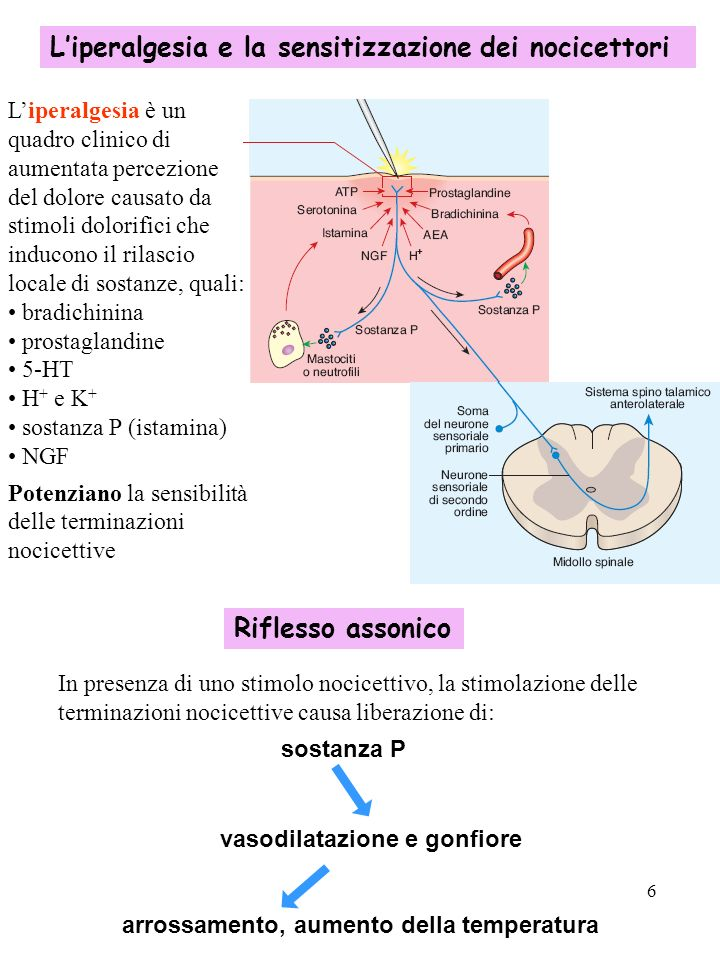 L’iperalgesia e la sensitizzazione dei nocicettori
L’iperalgesia è un
quadro clinico di
aumentata percezione
del dolore causato da
stimoli dolorifici che
inducono il rilascio
locale di sostanze, quali:
• bradichinina
• prostaglandine
• 5-HT
• H⁺ e K⁺
• sostanza P (istamina)
• NGF
Potenziano la sensibilità
delle terminazioni
nocicettive
ATP
Prostaglandine
Serotonina
Bradichinina
Istamina
AEA
NGF
H⁺
Sostanza P
Sostanza P
Mastociti
o neutrofili
Sistema spino talamico
anterolaterale
Soma
del neurone
sensoriale
primario
Neurone
sensoriale
di secondo
ordine
Midollo spinale
Riflesso assonico
In presenza di uno stimolo nocicettivo, la stimolazione delle
terminazioni nocicettive causa liberazione di:
sostanza P
vasodilatazione e gonfiore
6
arrossamento, aumento della temperatura